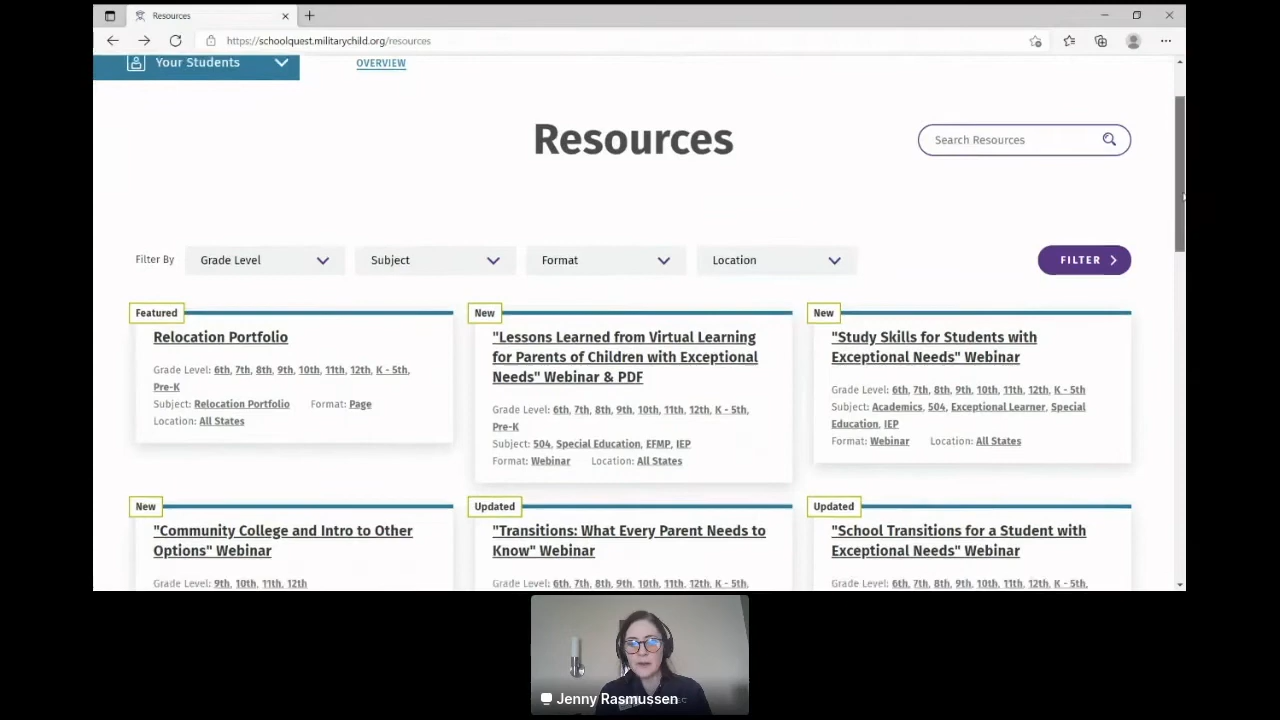 Resources
https://schoolquest.militarychild.org/resources
Your Students
OVERVIEW
Resources
Search Resources
Filter By
Grade Level
Subject
Format
Location
FILTER
Featured
Relocation Portfolio
Grade Level: 6th, 7th, 8th, 9th, 10th, 11th, 12th, K - 5th,
Pre-K
Subject: Relocation Portfolio Format: Page
Location: All States
New
"Lessons Learned from Virtual Learning
for Parents of Children with Exceptional
Needs" Webinar & PDF
Grade Level: 6th, 7th, 8th, 9th, 10th, 11th, 12th, K - 5th,
Pre-K
Subject: 504, Special Education, EFMP, IEP
Format: Webinar Location: All States
New
"Study Skills for Students with
Exceptional Needs" Webinar
Grade Level: 6th, 7th, 8th, 9th, 10th, 11th, 12th, K - 5th
Subject: Academics, 504, Exceptional Learner, Special
Education, IEP
Format: Webinar Location: All States
New
"Community College and Intro to Other
Options" Webinar
Grade Level: 9th, 10th, 11th, 12th
Updated
"Transitions: What Every Parent Needs to
Know" Webinar
Grade Level: 6th, 7th, 8th, 9th, 10th, 11th, 12th, K - 5th,
Updated
"School Transitions for a Student with
Exceptional Needs" Webinar
Grade Level: 6th, 7th, 8th, 9th, 10th, 11th, 12th, K - 5th,
Jenny Rasmussen